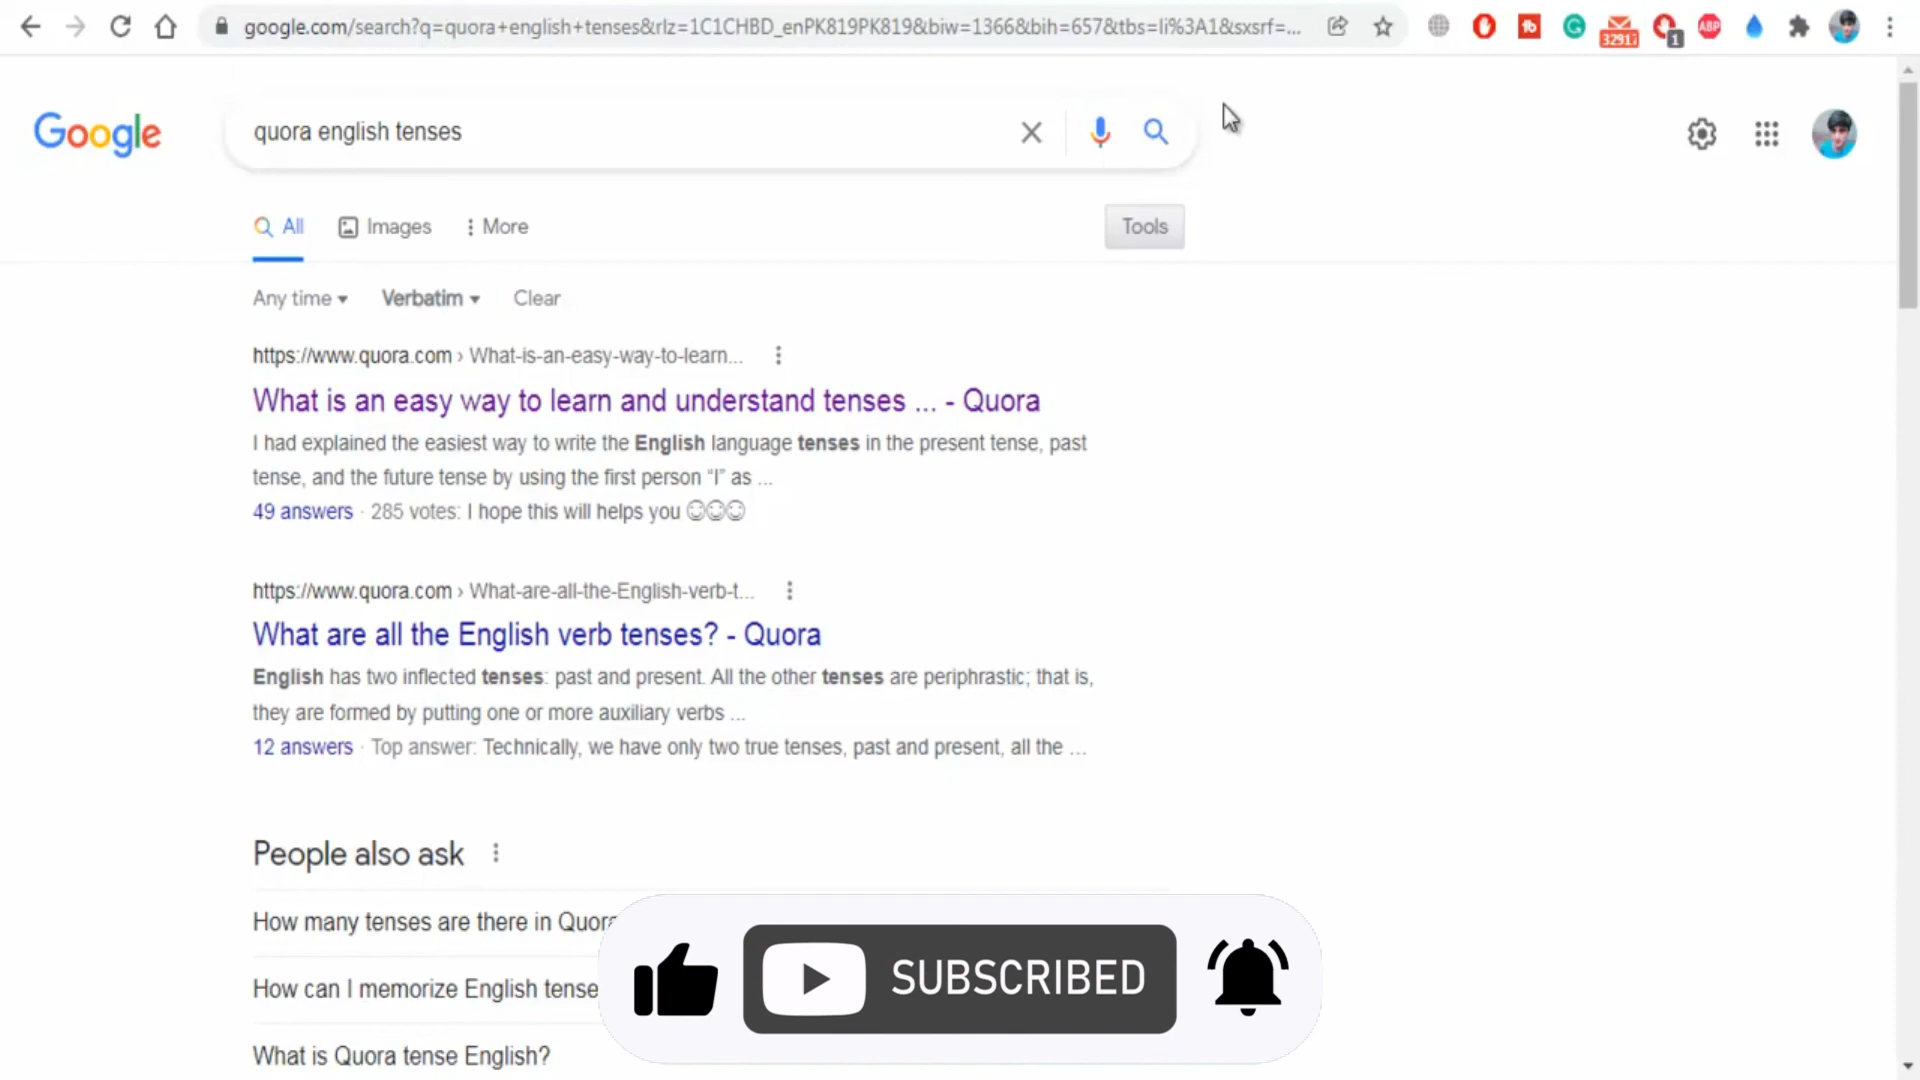 google.com/search?q=quora+english+tenses&rlz=1C1CHBD_enPK819PK819&biw=1366&bih=657&tbs=li%3A1&sxsrf=...
32917
1
ABP
Google
quora english tenses
All
Images
More
Tools
Any time
Verbatim
Clear
https://www.quora.com › What-is-an-easy-way-to-learn...
What is an easy way to learn and understand tenses ... - Quora
I had explained the easiest way to write the English language tenses in the present tense, past
tense, and the future tense by using the first person “I” as ...
49 answers · 285 votes: I hope this will helps you ☺☺☺
https://www.quora.com › What-are-all-the-English-verb-t...
What are all the English verb tenses? - Quora
English has two inflected tenses: past and present. All the other tenses are periphrastic; that is,
they are formed by putting one or more auxiliary verbs ...
12 answers · Top answer: Technically, we have only two true tenses, past and present, all the ...
People also ask
How many tenses are there in Quora
How can I memorize English tense
SUBSCRIBED
What is Quora tense English?